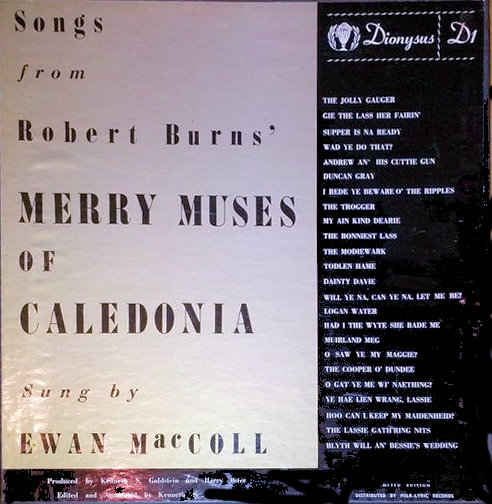 Songs
from
Robert Burns'
MERRY MUSES
OF
CALEDONIA
Sung by
EWAN MacCOLL
Produced by Kenneth S. Goldstein and Harry
Edited and by Kenneth
Dionysus D1
THE JOLLY GAUGER
GIE THE LASS HER FAIRIN'
SUPPER IS NA READY
WAD YE DO THAT?
ANDREW AN' HIS CUTTIE GUN
DUNCAN GRAY
I REDE YE BEWARE O' THE RIPPLES
THE TROGGER
MY AIN KIND DEARIE
THE BONNIEST LASS
THE MODIEWARK
TODLEN HAME
DAINTY DAVIE
WILL YE NA, CAN YE NA, LET ME BE?
LOGAN WATER
HAD I THE WYTE SHE BADE ME
MUIRLAND MEG
O SAW YE MY MAGGIE?
THE COOPER O' DUNDEE
O GAT YE ME WI' NAETHING?
YE HAE LIEN WRANG, LASSIE
HOO CAN I KEEP MY MAIDENHEID?
THE LASSIE GATH'RING NITS
BLYTH WILL AN' BESSIE'S WEDDING
EDITION
DISTRIBUTED BY FOLK-LYRIC RECORDS